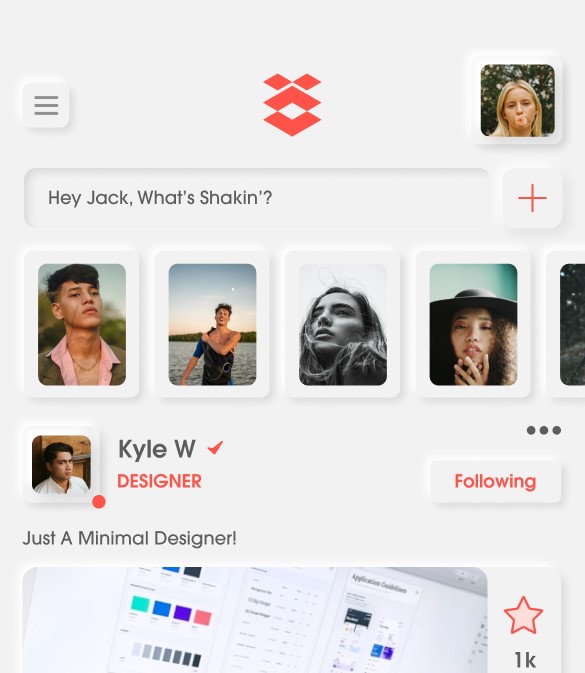 Hey Jack, What's Shakin'?
Kyle W
DESIGNER
Following
Just A Minimal Designer!
Application Guidelines
1k